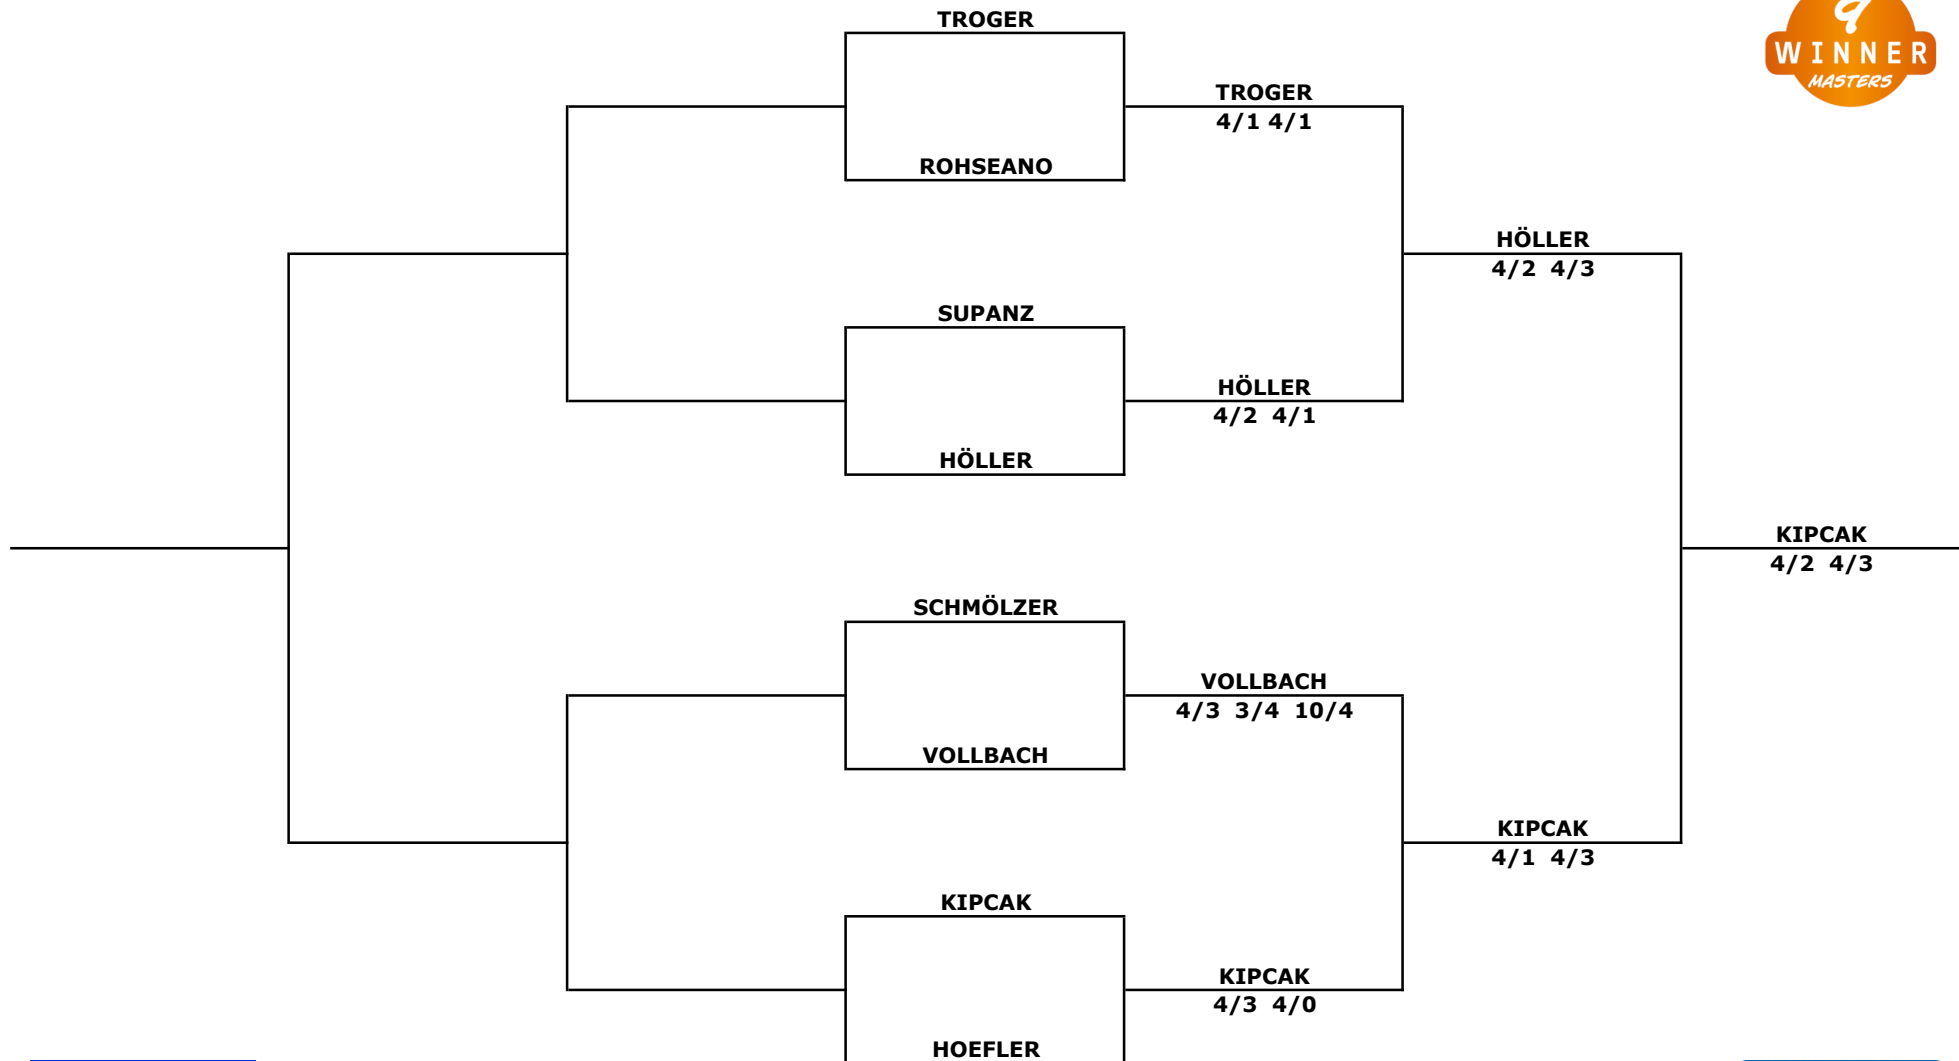 TROGER
9
WINNER
MASTERS
TROGER
4/1 4/1
ROHSEANO
HÖLLER
4/2 4/3
SUPANZ
HÖLLER
4/2 4/1
HÖLLER
KIPCAK
4/2 4/3
SCHMÖLZER
VOLLBACH
4/3 3/4 10/4
VOLLBACH
KIPCAK
4/1 4/3
KIPCAK
KIPCAK
4/3 4/0
HOEFLER